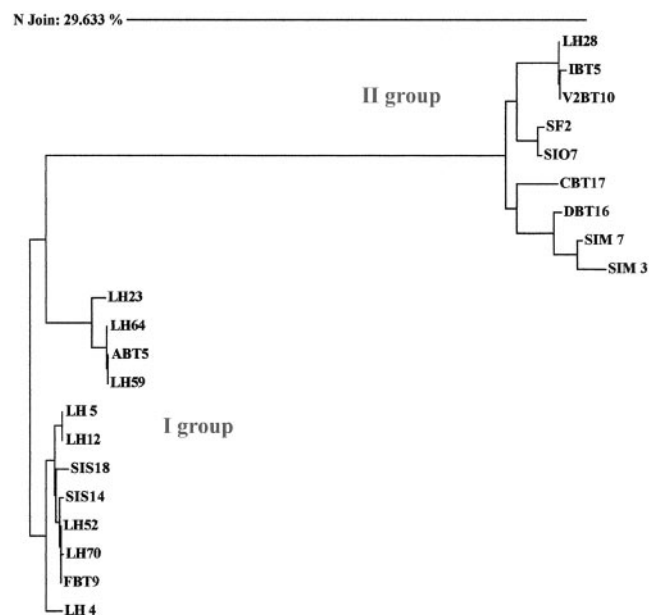 N Join: 29.633 %
LH28
IBT5
II group
V2BT10
SF2
SIO7
CBT17
DBT16
SIM 7
SIM 3
LH23
LH64
ABT5
LH59
LH 5
I group
LH12
SIS18
SIS14
LH52
LH70
FBT9
LH 4